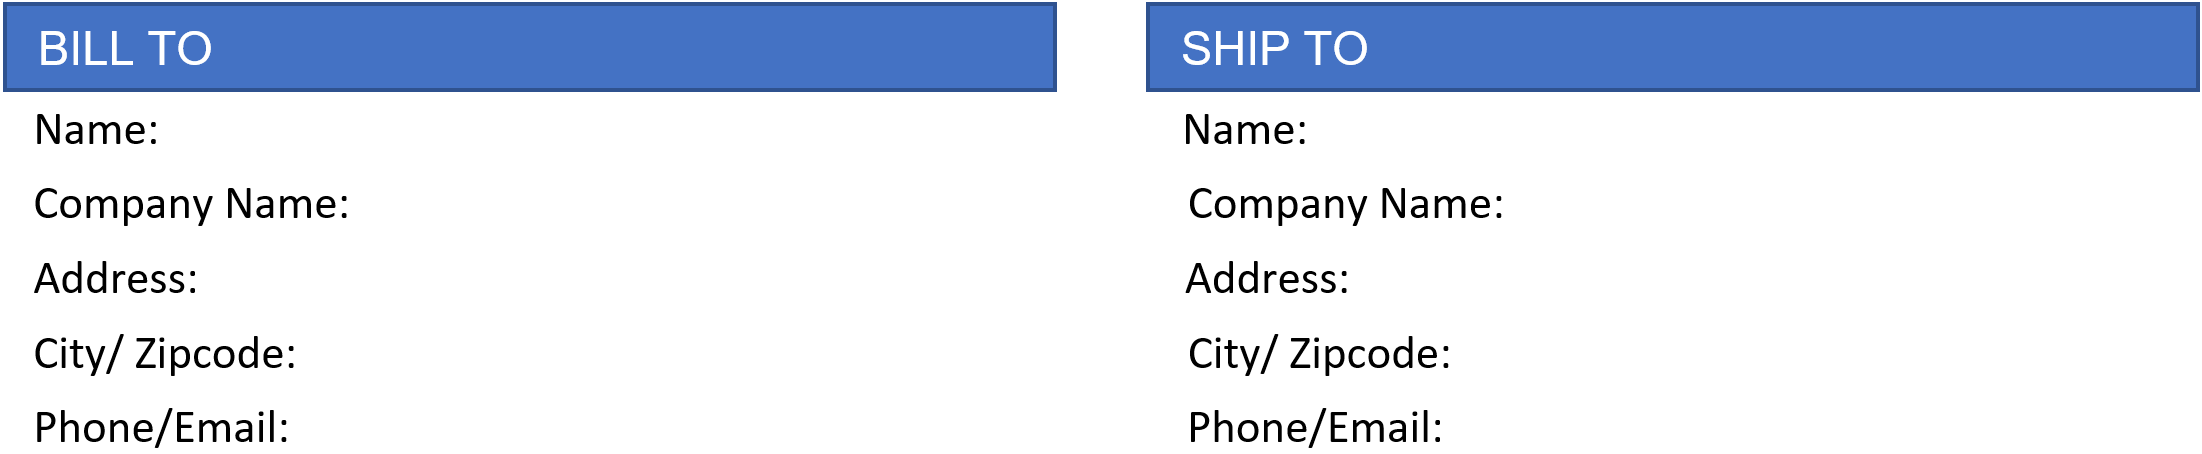 BILL TO
Name:
Company Name:
Address:
City/ Zipcode:
Phone/Email:
SHIP TO
Name:
Company Name:
Address:
City/ Zipcode:
Phone/Email: